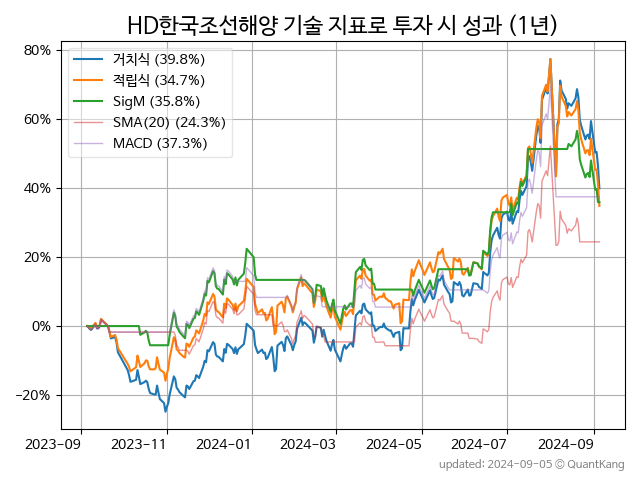 HD한국조선해양 기술 지표로 투자 시 성과 (1년)
거치식 (39.8%)
적립식 (34.7%)
SigM (35.8%)
SMA(20) (24.3%)
MACD (37.3%)
80%
60%
40%
20%
0%
−20%
2023-09 2023-11 2024-01 2024-03 2024-05 2024-07 2024-09
updated: 2024-09-05 © QuantKang